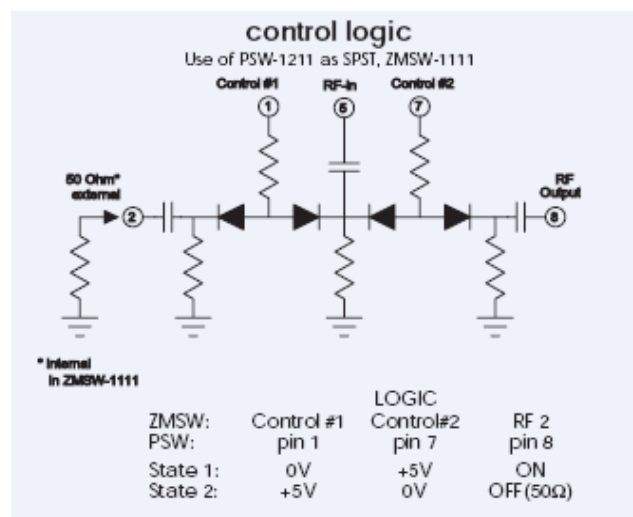 control logic
Use of PSW-1211 as SPST, ZMSW-1111
Control #1 RF-in Control #2
1 5 7
50 Ohm* external
RF Output
2 8
* Internal
in ZMSW-1111
LOGIC
ZMSW: Control #1 Control#2 RF 2
PSW: pin 1 pin 7 pin 8
State 1: 0V +5V ON
State 2: +5V 0V OFF(50Ω)